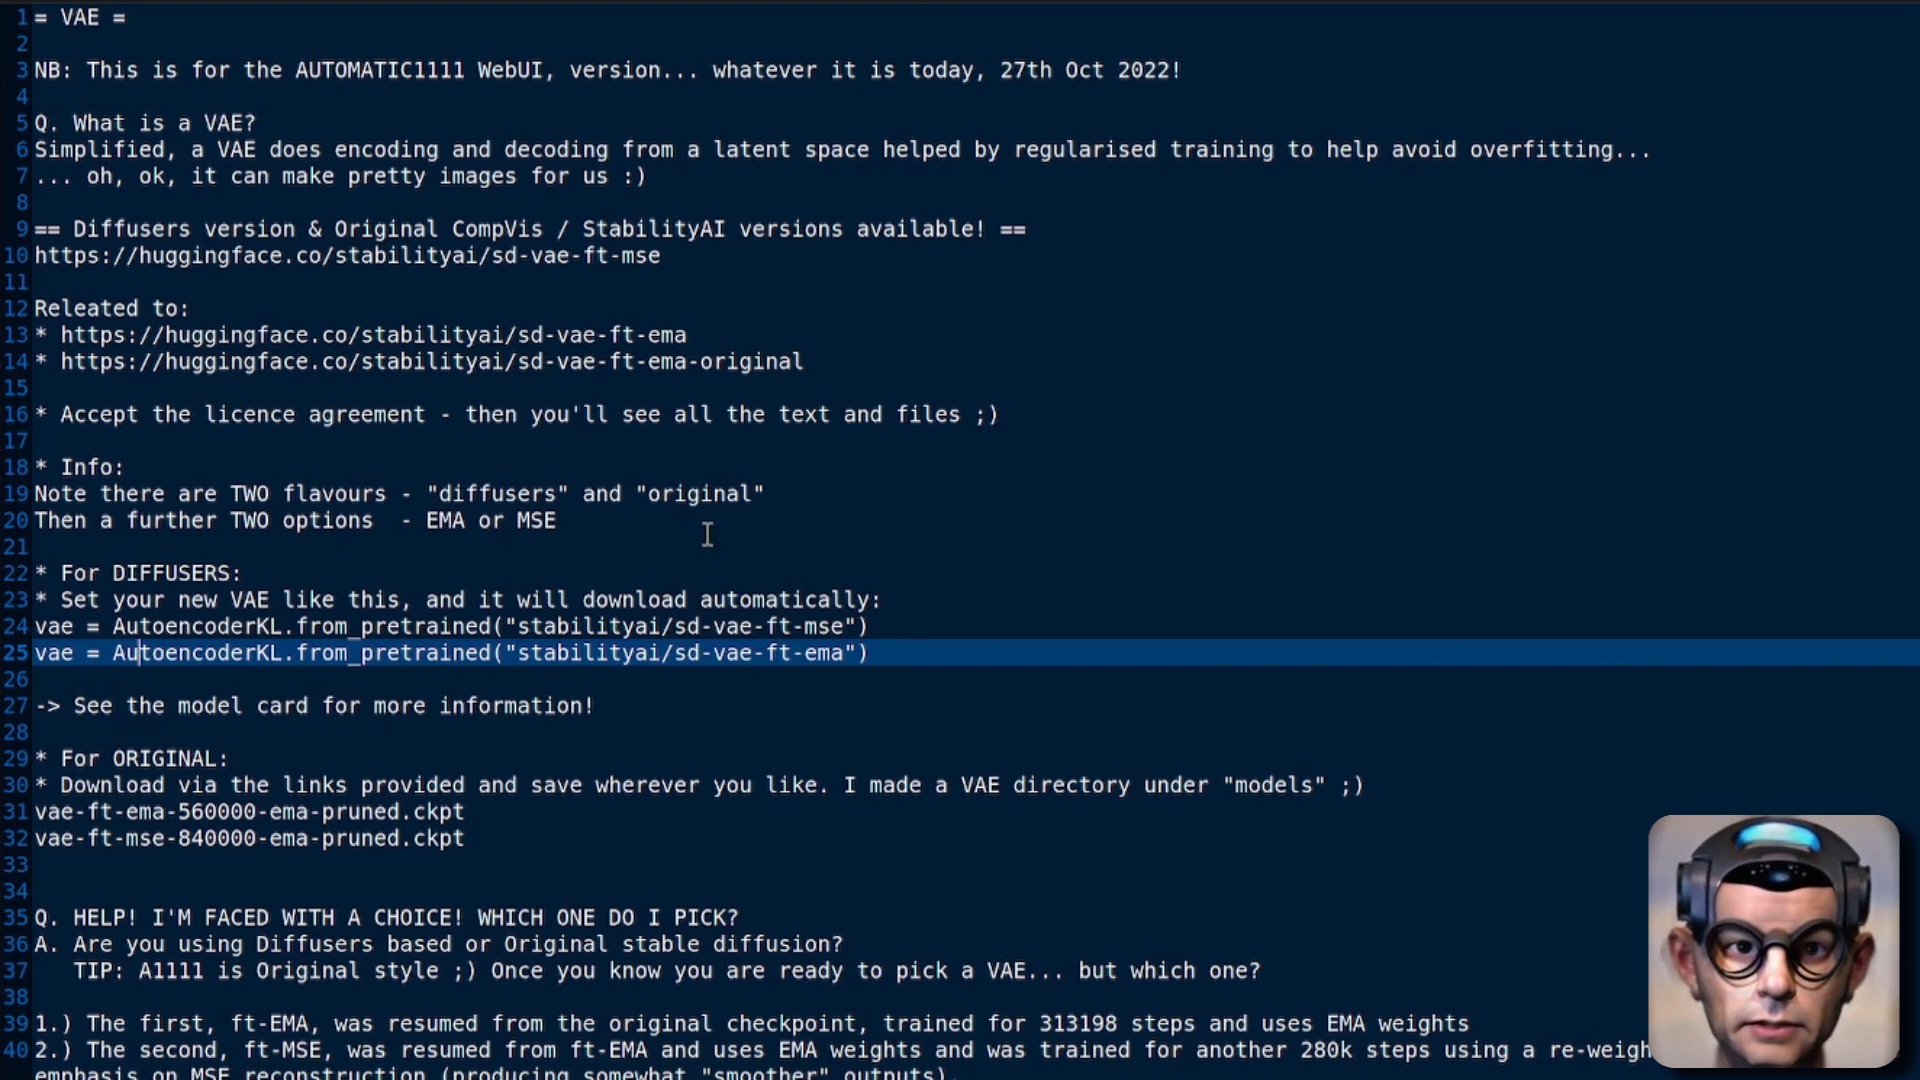 1 = VAE =
2
3 NB: This is for the AUTOMATIC1111 WebUI, version... whatever it is today, 27th Oct 2022!
4
5 Q. What is a VAE?
6 Simplified, a VAE does encoding and decoding from a latent space helped by regularised training to help avoid overfitting...
7 ... oh, ok, it can make pretty images for us :)
8
9 == Diffusers version & Original CompVis / StabilityAI versions available! ==
10 https://huggingface.co/stabilityai/sd-vae-ft-mse
11
12 Releated to:
13 * https://huggingface.co/stabilityai/sd-vae-ft-ema
14 * https://huggingface.co/stabilityai/sd-vae-ft-ema-original
15
16 * Accept the licence agreement - then you'll see all the text and files ;)
17
18 * Info:
19 Note there are TWO flavours - "diffusers" and "original"
20 Then a further TWO options  - EMA or MSE
21
22 * For DIFFUSERS:
23 * Set your new VAE like this, and it will download automatically:
24 vae = AutoencoderKL.from_pretrained("stabilityai/sd-vae-ft-mse")
25 vae = AutoencoderKL.from_pretrained("stabilityai/sd-vae-ft-ema")
26
27 -> See the model card for more information!
28
29 * For ORIGINAL:
30 * Download via the links provided and save wherever you like. I made a VAE directory under "models" ;)
31 vae-ft-ema-560000-ema-pruned.ckpt
32 vae-ft-mse-840000-ema-pruned.ckpt
33
34
35 Q. HELP! I'M FACED WITH A CHOICE! WHICH ONE DO I PICK?
36 A. Are you using Diffusers based or Original stable diffusion?
37    TIP: A1111 is Original style ;) Once you know you are ready to pick a VAE... but which one?
38
39 1.) The first, ft-EMA, was resumed from the original checkpoint, trained for 313198 steps and uses EMA weights
40 2.) The second, ft-MSE, was resumed from ft-EMA and uses EMA weights and was trained for another 280k steps using a re-weigh
emphasis on MSE reconstruction (producing somewhat "smoother" outputs).